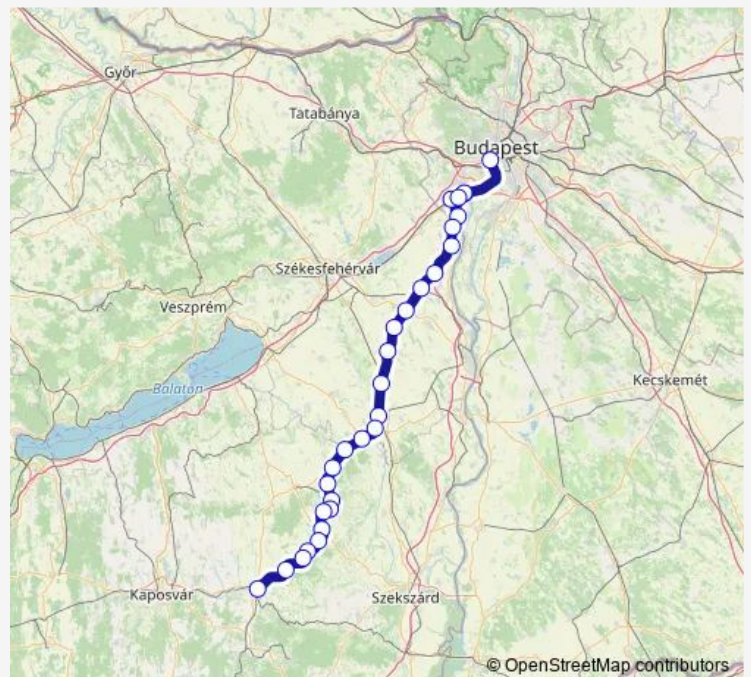 Győr
Tatabánya
Budapest
Székesfehérvár
Veszprém
Balaton
Kecskemét
Kaposvár
Szekszárd
© OpenStreetMap contributors